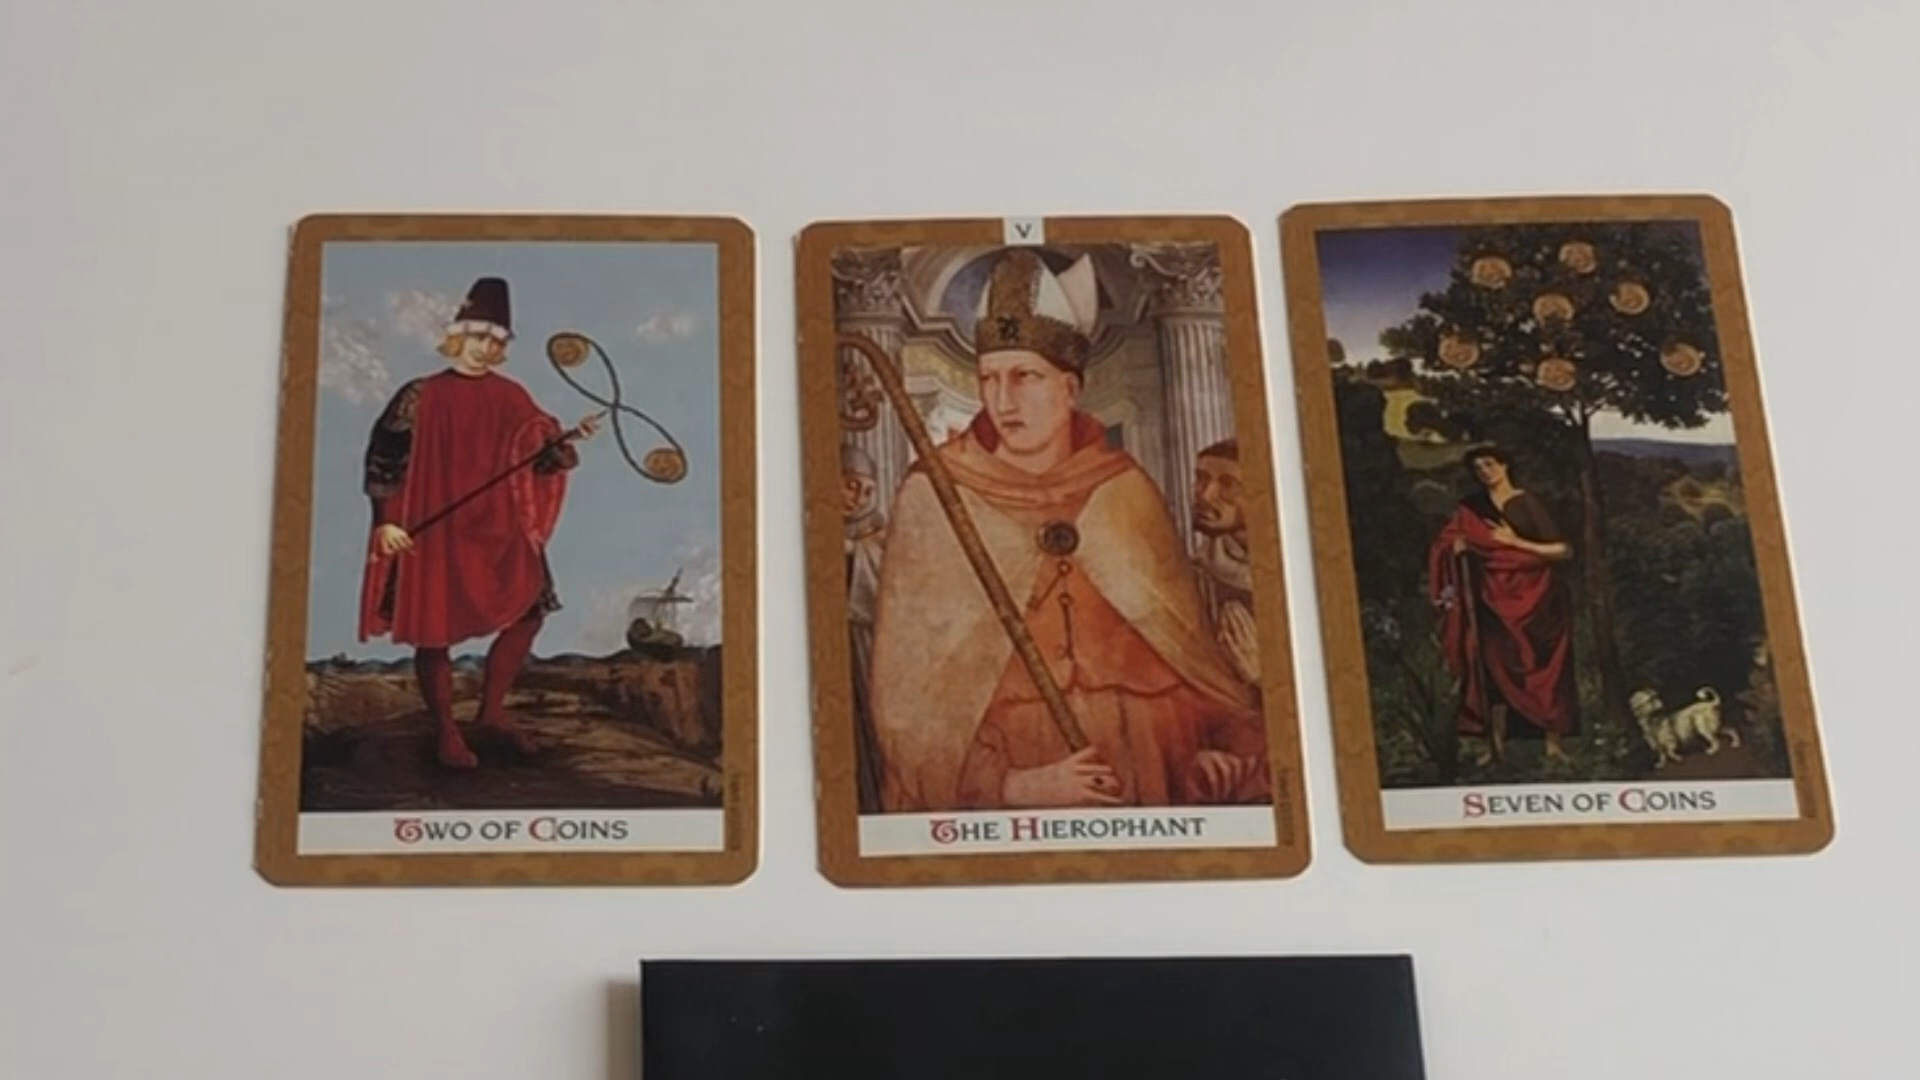 TWO OF COINS
V
THE HIEROPHANT
SEVEN OF COINS